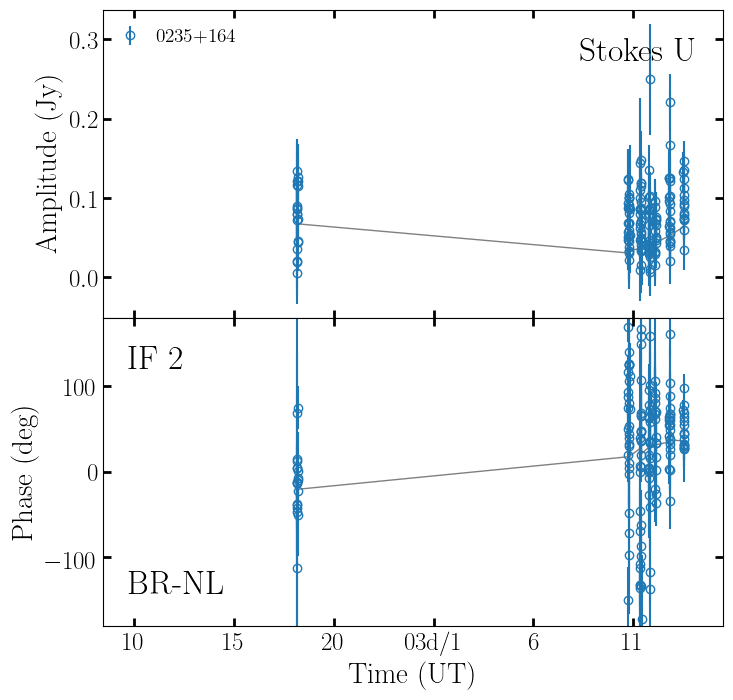 0235+164
Stokes U
0.3
0.2
0.1
0.0
Amplitude (Jy)
IF 2
100
0
−100
Phase (deg)
BR-NL
10 15 20 03d/1 6 11
Time (UT)